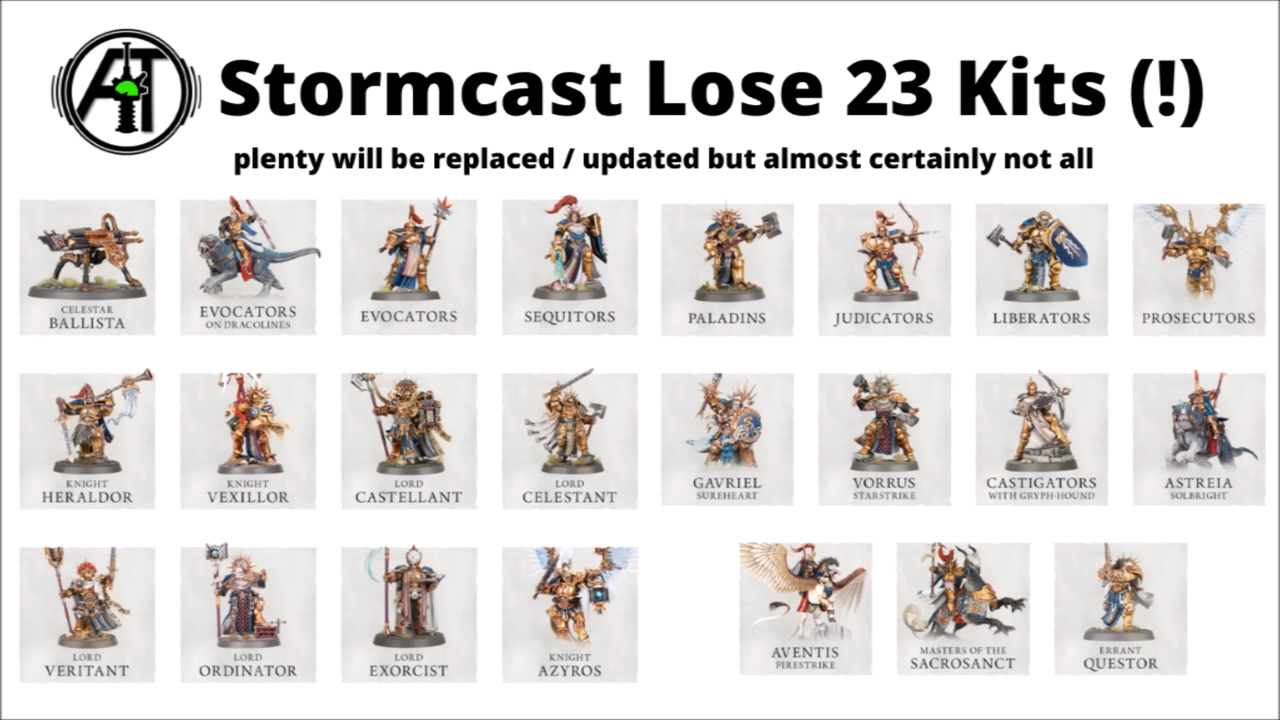 AT
Stormcast Lose 23 Kits (!)
plenty will be replaced / updated but almost certainly not all
CELESTAR
BALLISTA
EVOCATORS
ON DRACOLINES
EVOCATORS
SEQUITORS
PALADINS
JUDICATORS
LIBERATORS
PROSECUTORS
KNIGHT
HERALDOR
KNIGHT
VEXILLOR
LORD
CASTELLANT
LORD
CELESTANT
GAVRIEL
SUREHEART
VORRUS
STARSTRIKE
CASTIGATORS
WITH GRYPH-HOUND
ASTREIA
SOLBRIGHT
LORD
VERITANT
LORD
ORDINATOR
LORD
EXORCIST
KNIGHT
AZYROS
AVENTIS
FIRESTRIKE
MASTERS OF THE
SACROSANCT
ERRANT
QUESTOR